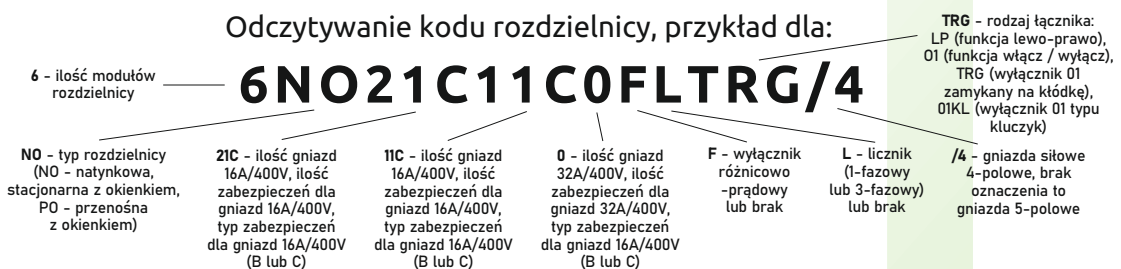 Odczytywanie kodu rozdzielnicy, przykład dla:
6NO21C11C0FLTRG/4
6 - ilość modułów
rozdzielnicy
TRG - rodzaj łącznika:
LP (funkcja lewo-prawo),
01 (funkcja włącz / wyłącz),
TRG (wyłącznik 01
zamykany na kłódkę),
01KL (wyłącznik 01 typu
kluczyk)
NO - typ rozdzielnicy
(NO - natynkowa,
stacjonarna z okienkiem,
PO - przenośna
z okienkiem)
21C - ilość gniazd
16A/400V, ilość
zabezpieczeń dla
gniazd 16A/400V,
typ zabezpieczeń
dla gniazd 16A/400V
(B lub C)
11C - ilość gniazd
16A/400V, ilość
zabezpieczeń dla
gniazd 16A/400V,
typ zabezpieczeń
dla gniazd 16A/400V
(B lub C)
0 - ilość gniazd
32A/400V, ilość
zabezpieczeń dla
gniazd 32A/400V,
typ zabezpieczeń
dla gniazd 16A/400V
(B lub C)
F - wyłącznik
różnicowo
-prądowy
lub brak
L - licznik
(1-fazowy
lub 3-fazowy)
lub brak
/4 - gniazda siłowe
4-polowe, brak
oznaczenia to
gniazda 5-polowe